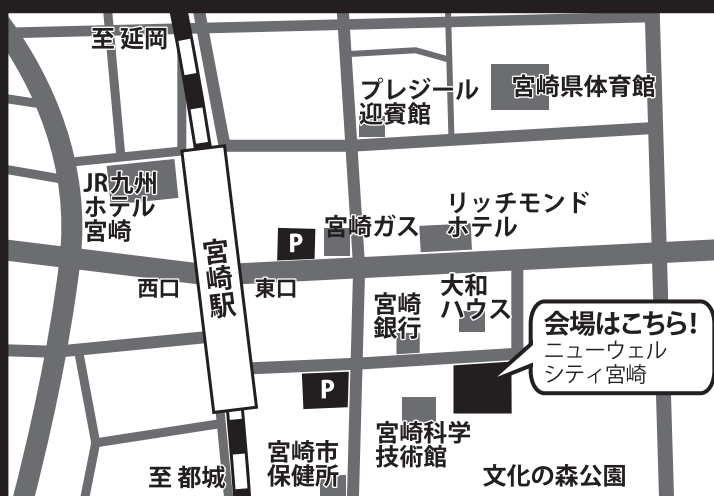 至 延岡
プレジール
迎賓館
宮崎県体育館
JR九州
ホテル
宮崎
P
宮崎ガス
リッチモンド
ホテル
西口
宮崎駅
東口
宮崎
銀行
大和
ハウス
会場はこちら!
ニューウェル
シティ宮崎
P
宮崎科学
技術館
宮崎市
保健所
至 都城
文化の森公園